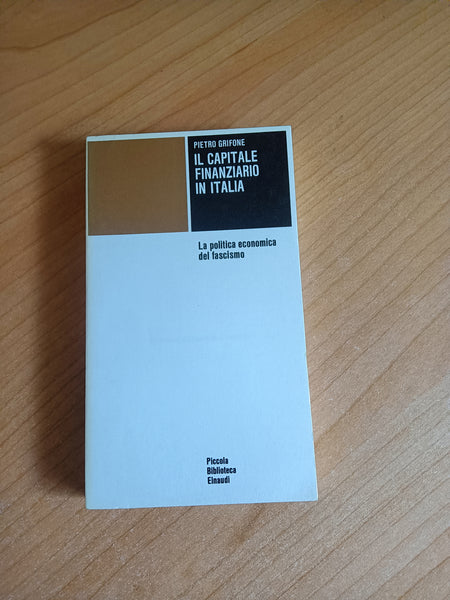 PIETRO GRIFONE
IL CAPITALE
FINANZIARIO
IN ITALIA
La politica economica
del fascismo
Piccola
Biblioteca
Einaudi